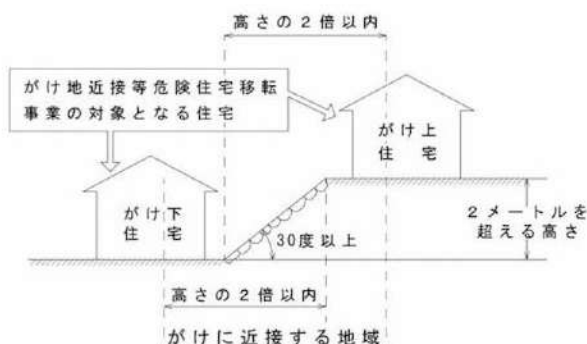 高さの２倍以内
がけ地近接等危険住宅移転
事業の対象となる住宅
がけ上
住　宅
がけ下
住　宅
30度以上
２メートルを
超える高さ
高さの２倍以内
がけに近接する地域